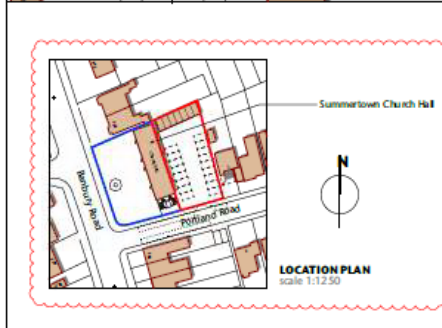 Summertown Church Hall
Banbury Road
Portland Road
N
LOCATION PLAN
scale 1:1250